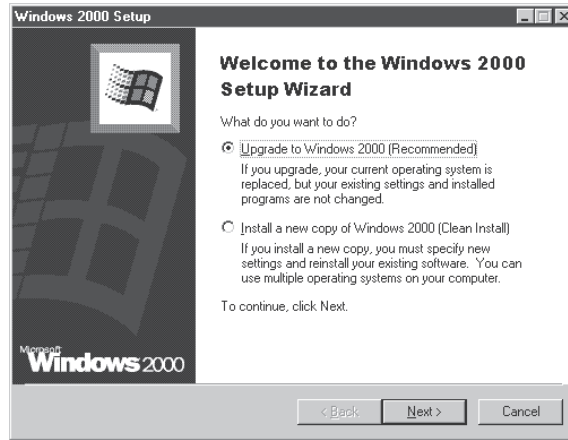 Windows 2000 Setup
Welcome to the Windows 2000
Setup Wizard
What do you want to do?
Upgrade to Windows 2000 (Recommended)
If you upgrade, your current operating system is
replaced, but your existing settings and installed
programs are not changed.
Install a new copy of Windows 2000 (Clean Install)
If you install a new copy, you must specify new
settings and reinstall your existing software. You can
use multiple operating systems on your computer.
To continue, click Next.
Microsoft
Windows 2000
< Back
Next >
Cancel